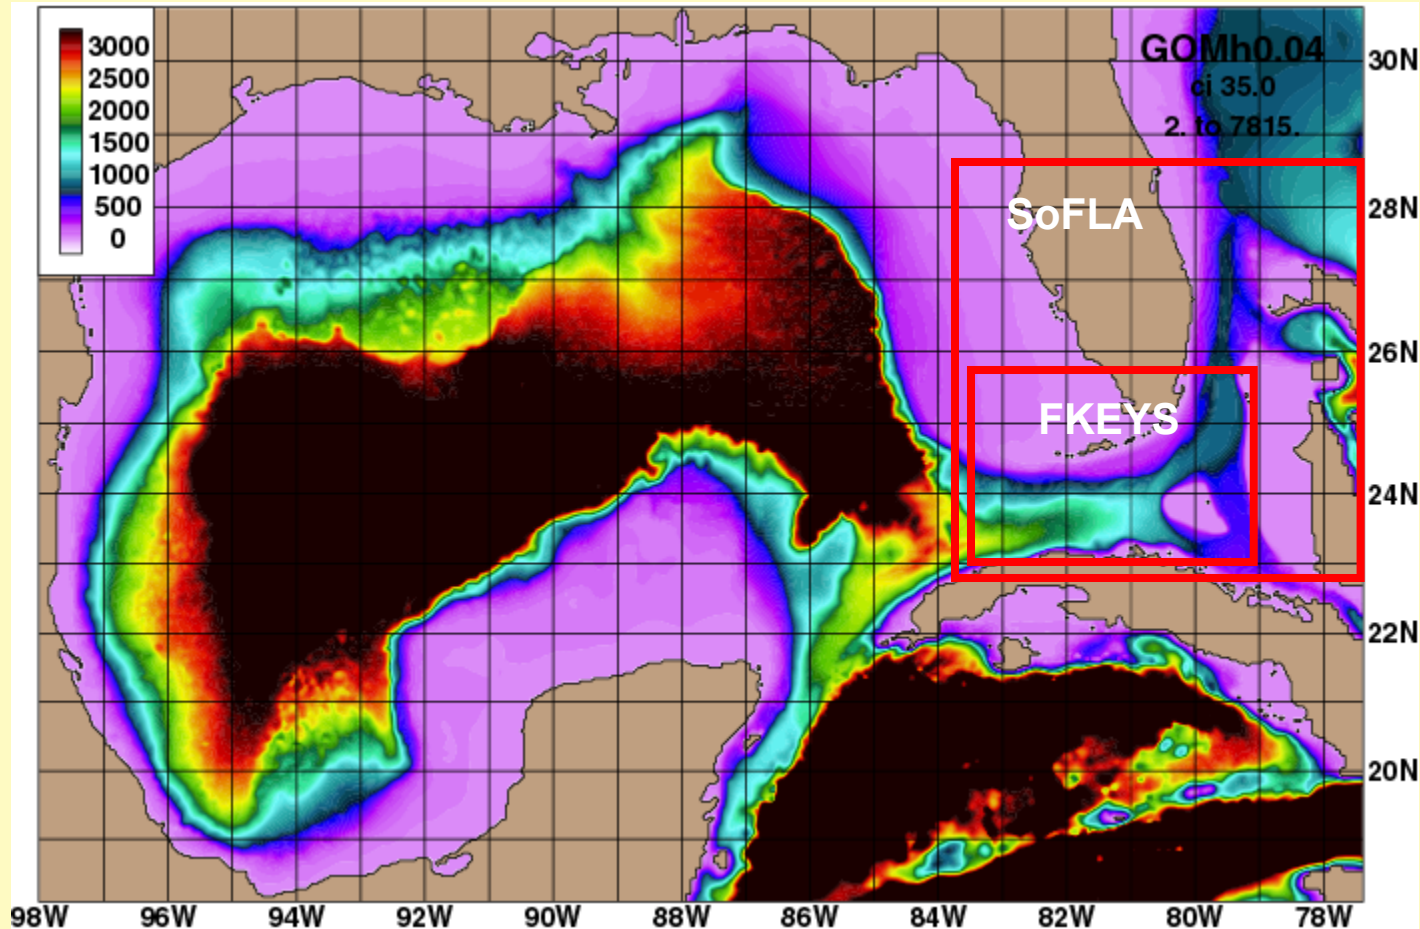 3000
2500
2000
1500
1000
500
0
GOMh0.04
ci 35.0
2. to 7815.
30N
28N
26N
24N
22N
20N
SoFLA
FKEYS
98W 96W 94W 92W 90W 88W 86W 84W 82W 80W 78W